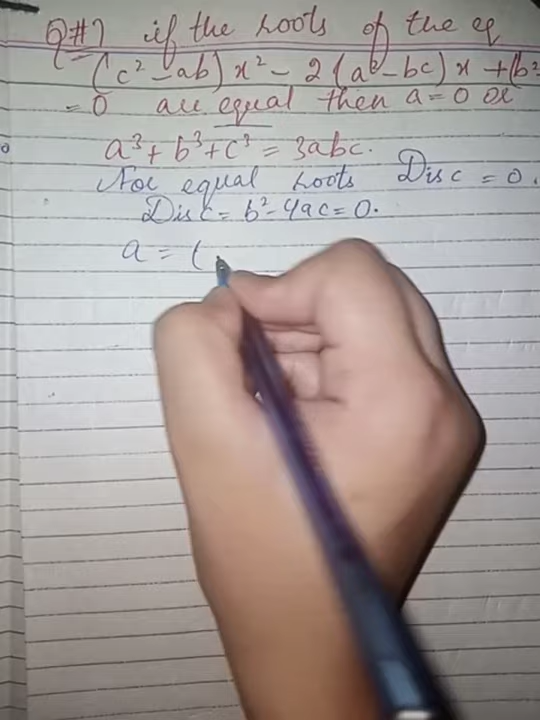 Q#7 if the roots of the eq
(c² - ab) x² - 2 (a² - bc) x + (b²
= 0 are equal then a = 0 or
a³ + b³ + c³ = 3abc.
For equal roots Disc = 0.
Disc = b² - 4ac = 0.
a = (